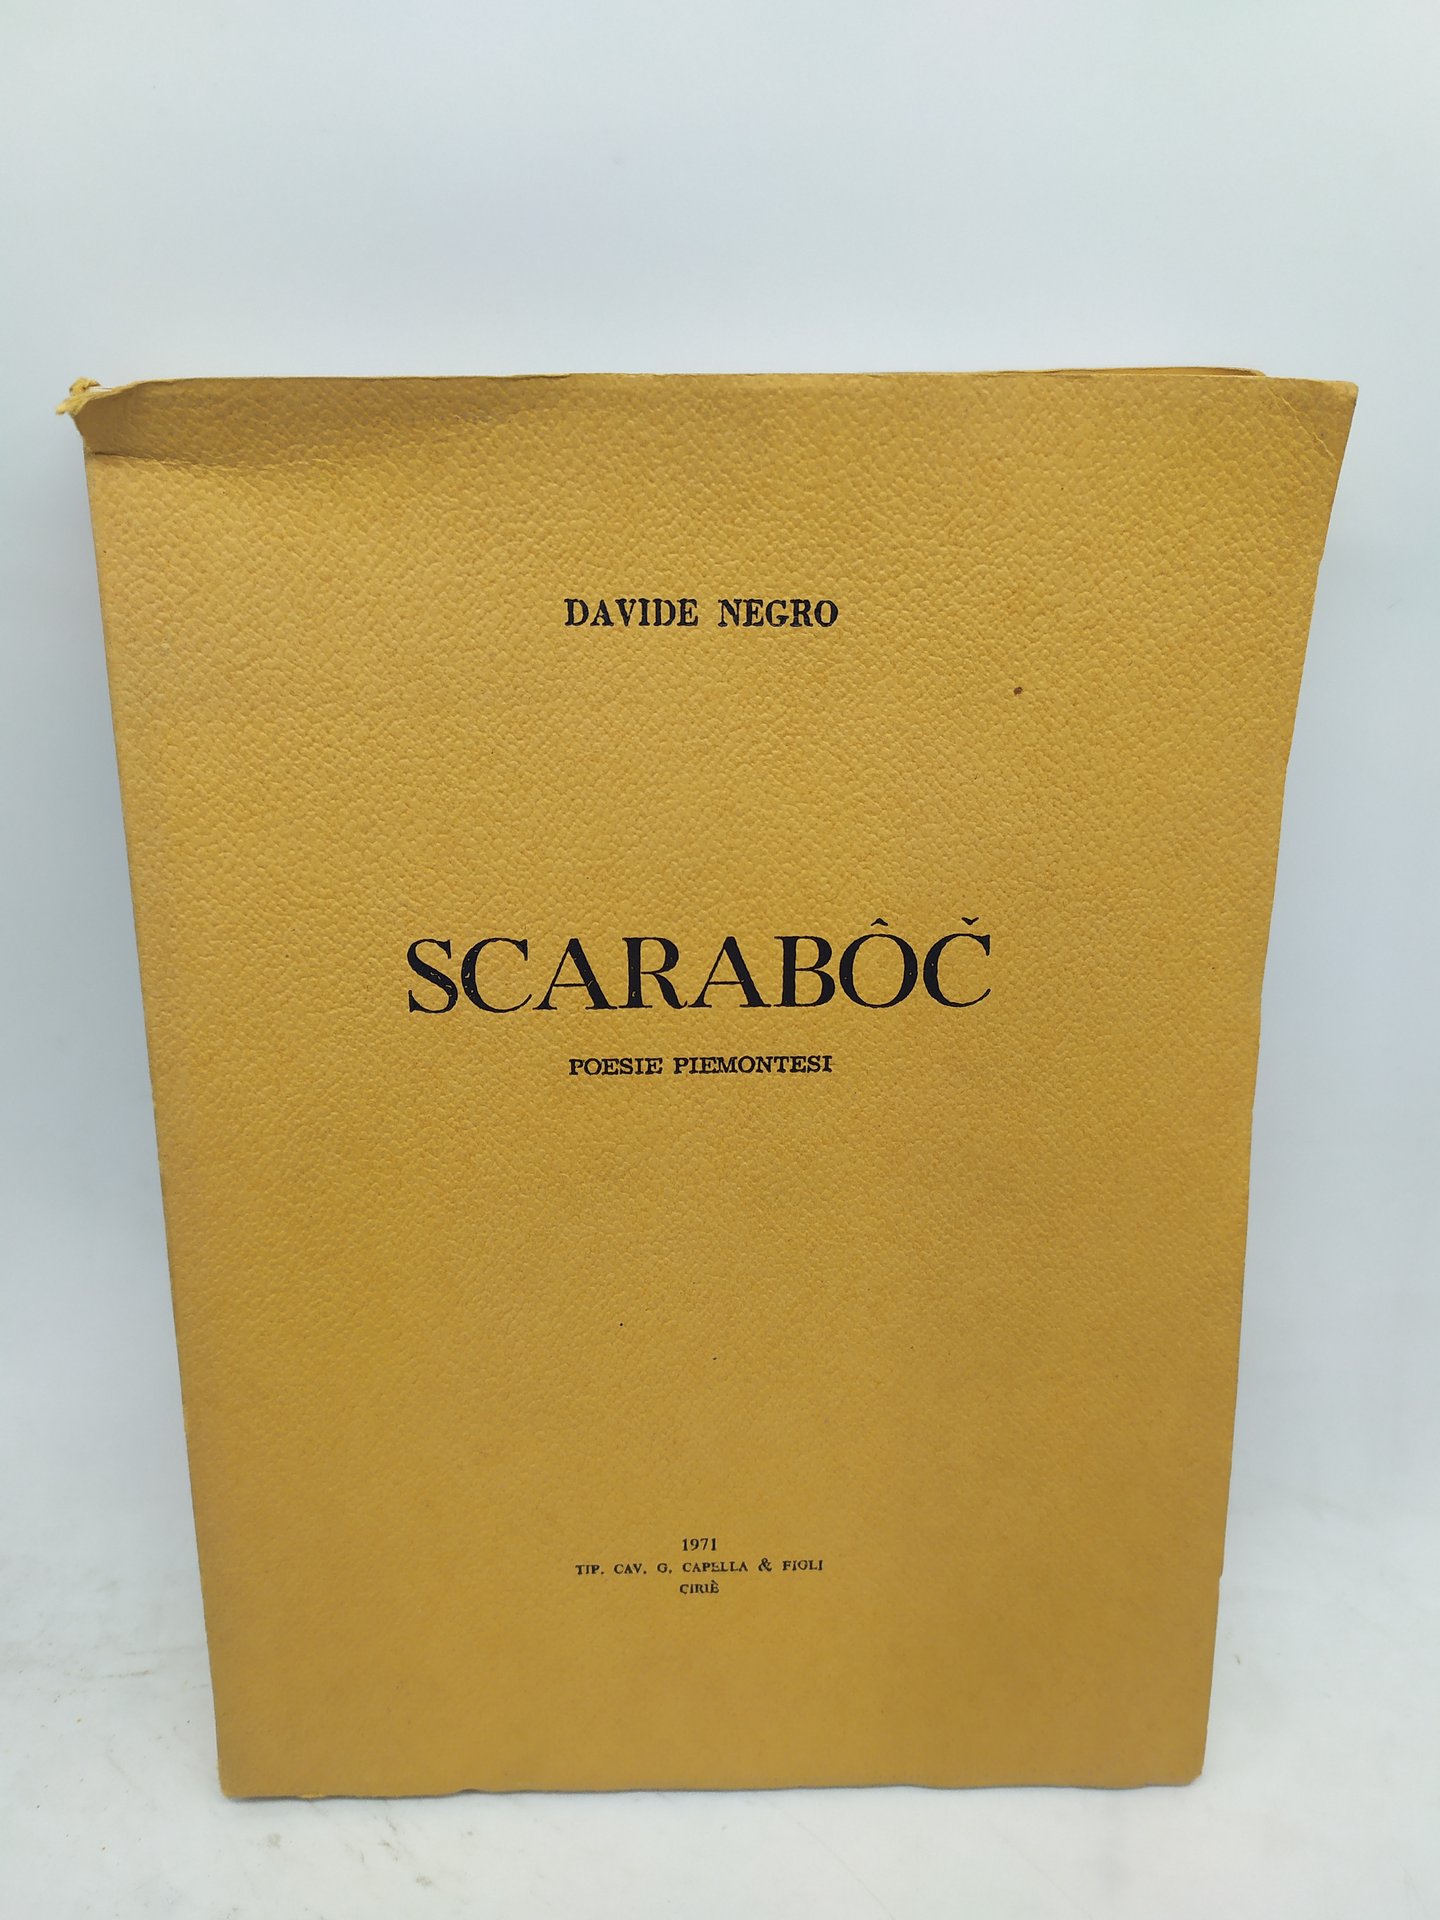 DAVIDE NEGRO
SCARABÔČ
POESIE PIEMONTESI
1971
TIP. CAV. G. CAPELLA & FIGLI
CIRIÈ